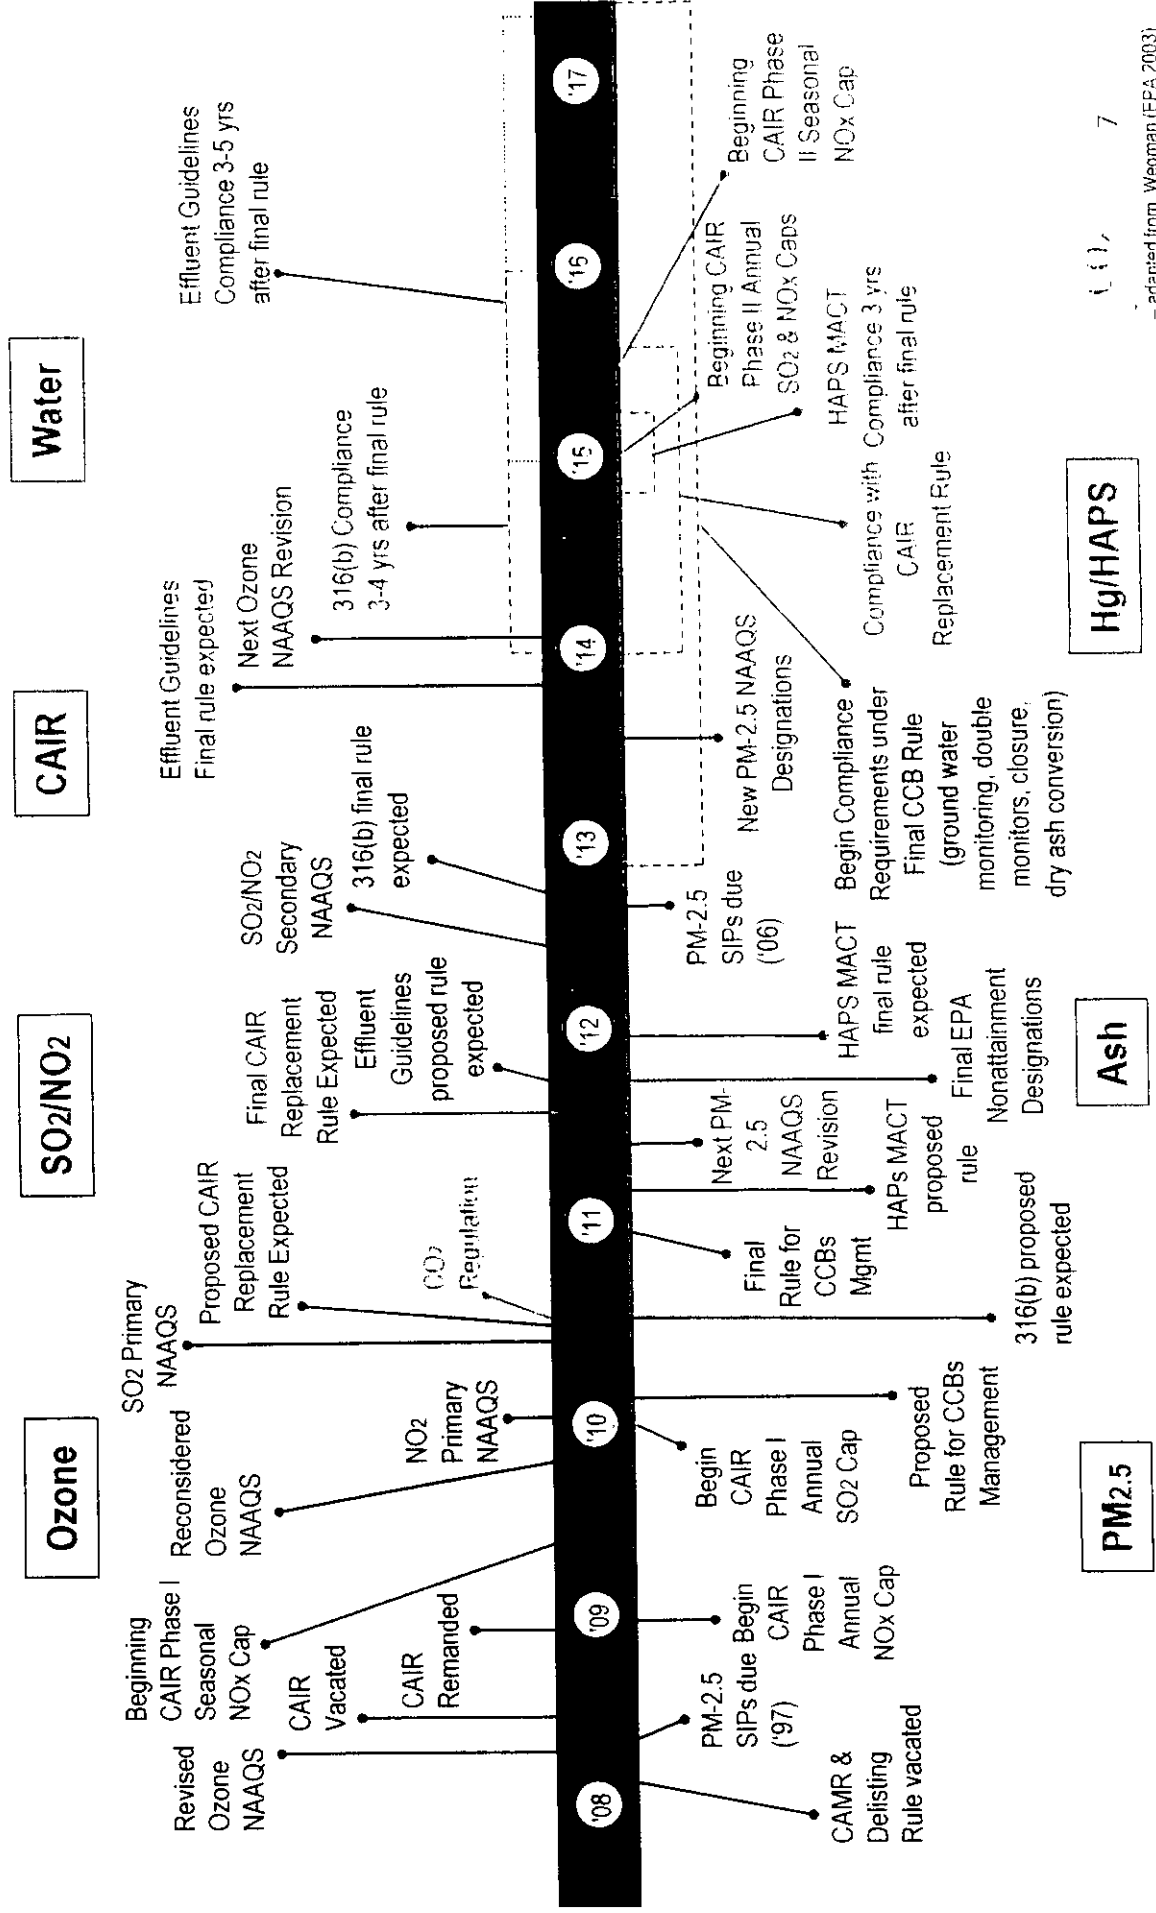 Ozone
SO2/NO2
CAIR
Water
Beginning
CAIR Phase I
Seasonal
NOx Cap
Revised
Ozone
NAAQS
CAIR
Vacated
CAIR
Remanded
Reconsidered
Ozone
NAAQS
SO2 Primary
NAAQS
NO2
Primary
NAAQS
Proposed CAIR
Replacement
Rule Expected
CO2
Regulation
Final CAIR
Replacement
Rule Expected
Effluent
Guidelines
proposed rule
expected
SO2/NO2
Secondary
NAAQS
316(b) final rule
expected
Effluent Guidelines
Final rule expected
Next Ozone
NAAQS Revision
316(b) Compliance
3-4 yrs after final rule
Effluent Guidelines
Compliance 3-5 yrs
after final rule
'08
'09
'10
'11
'12
'13
'14
'15
'16
'17
CAMR &
Delisting
Rule vacated
PM-2.5
SIPs due
('97)
Begin
CAIR
Phase I
Annual
NOx Cap
Begin
CAIR
Phase I
Annual
SO2 Cap
Proposed
Rule for CCBs
Management
316(b) proposed
rule expected
Final
Rule for
CCBs
Mgmt
HAPs MACT
proposed
rule
Next PM-
2.5
NAAQS
Revision
Final EPA
Nonattainment
Designations
HAPS MACT
final rule
expected
PM-2.5
SIPs due
('06)
New PM-2.5 NAAQS
Designations
Begin Compliance
Requirements under
Final CCB Rule
(ground water
monitoring, double
monitors, closure,
dry ash conversion)
Compliance with
CAIR
Replacement Rule
HAPS MACT
Compliance 3 yrs
after final rule
Beginning CAIR
Phase II Annual
SO2 & NOx Caps
Beginning
CAIR Phase
II Seasonal
NOx Cap
PM2.5
Ash
Hg/HAPS
7
adapted from (EPA 2003)